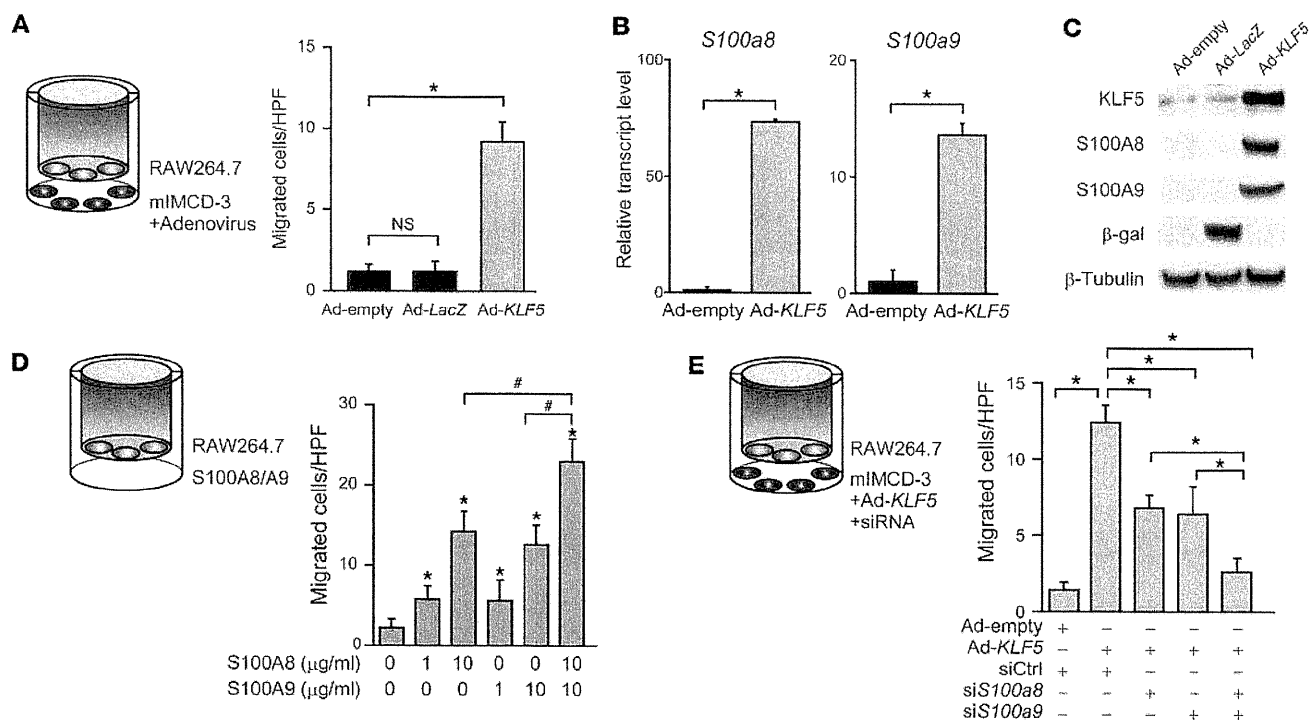 A
RAW264.7
mIMCD-3
+Adenovirus
Migrated cells/HPF
15
10
5
0
*
NS
Ad-empty Ad-LacZ Ad-KLF5
B
S100a8
S100a9
Relative transcript level
100
50
0
*
Ad-empty Ad-KLF5
20
10
0
*
Ad-empty Ad-KLF5
C
Ad-empty
Ad-LacZ
Ad-KLF5
KLF5
S100A8
S100A9
β-gal
β-Tubulin
D
RAW264.7
S100A8/A9
Migrated cells/HPF
30
20
10
0
#
#
* * * * *
S100A8 (µg/ml) 0 1 10 0 0 10
S100A9 (µg/ml) 0 0 0 1 10 10
E
RAW264.7
mIMCD-3
+Ad-KLF5
+siRNA
Migrated cells/HPF
15
10
5
0
*
*
* *
*
*
Ad-empty + – – – –
Ad-KLF5 – + + + +
siCtrl + + – – –
siS100a8 – – + – +
siS100a9 – – – + +